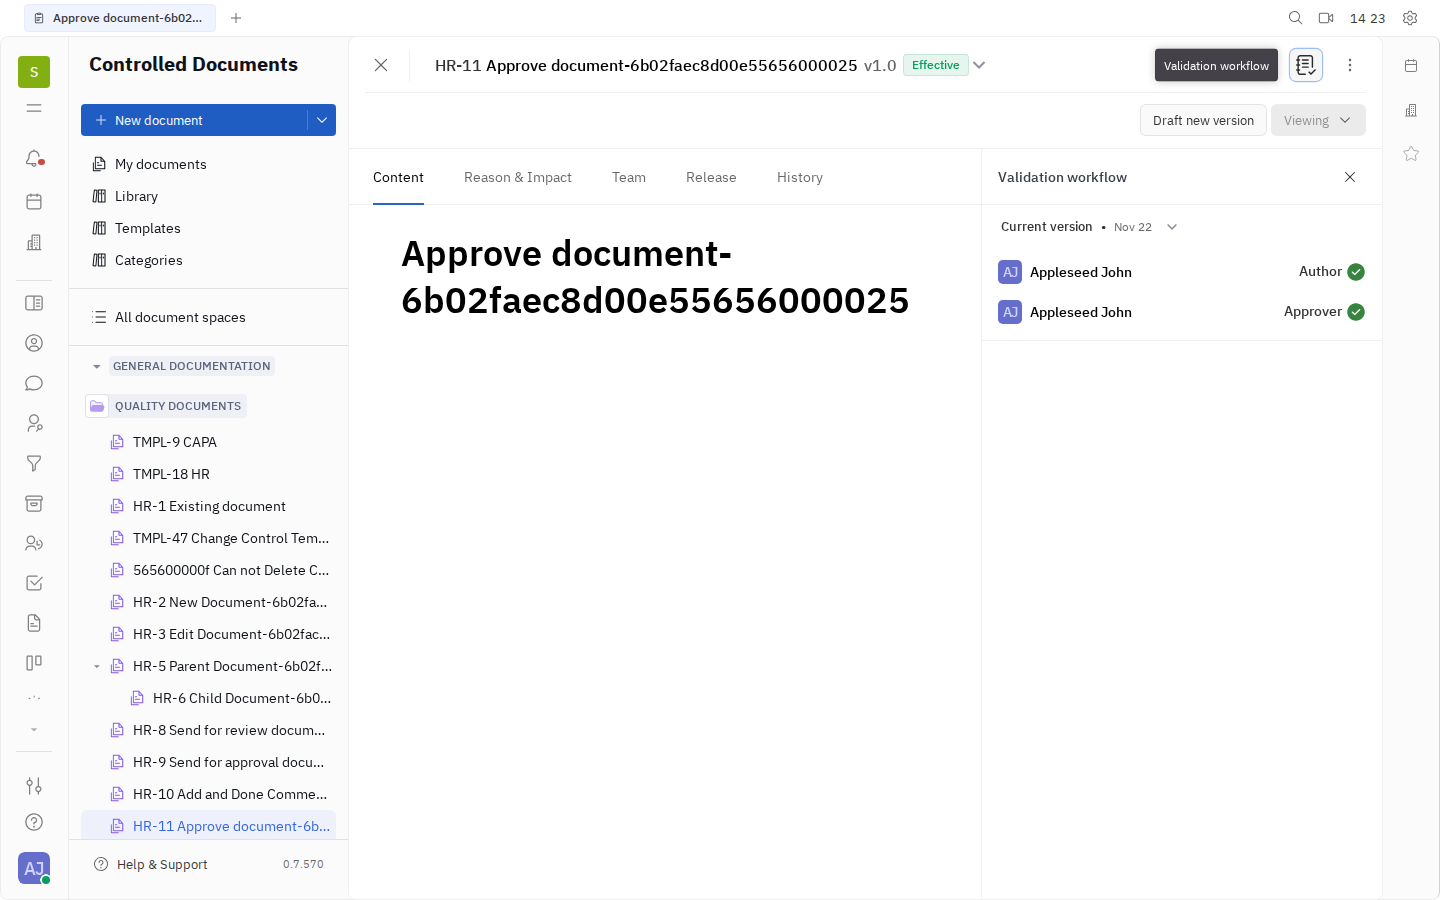 Approve document-6b02...
14 23
S
Controlled Documents
New document
My documents
Library
Templates
Categories
All document spaces
GENERAL DOCUMENTATION
QUALITY DOCUMENTS
TMPL-9 CAPA
TMPL-18 HR
HR-1 Existing document
TMPL-47 Change Control Tem...
565600000f Can not Delete C...
HR-2 New Document-6b02fa...
HR-3 Edit Document-6b02fac...
HR-5 Parent Document-6b02f...
HR-6 Child Document-6b0...
HR-8 Send for review docum...
HR-9 Send for approval docu...
HR-10 Add and Done Comme...
HR-11 Approve document-6b...
Help & Support 0.7.570
AJ
HR-11 Approve document-6b02faec8d00e55656000025 v1.0 Effective
Validation workflow
Draft new version Viewing
Content Reason & Impact Team Release History
Approve document-
6b02faec8d00e55656000025
Validation workflow
Current version • Nov 22
AJ Appleseed John Author
AJ Appleseed John Approver